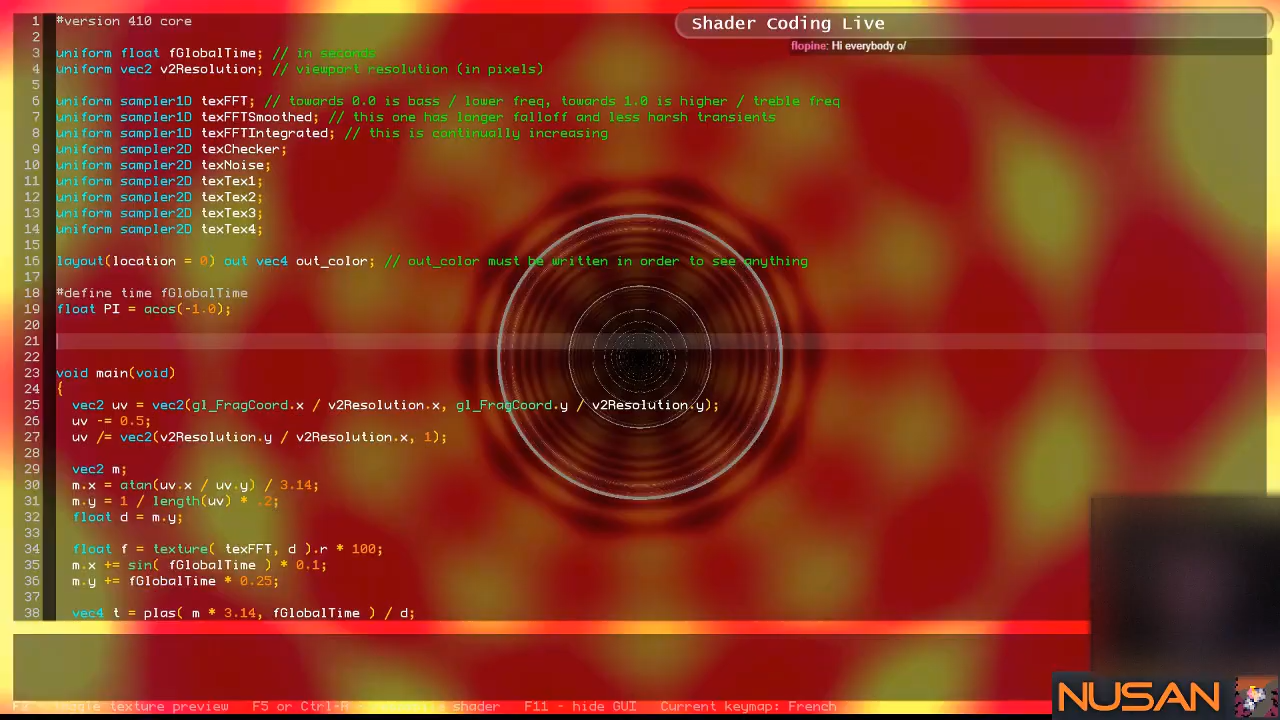 Shader Coding Live
flopine: Hi everybody o/
1 #version 410 core
2
3 uniform float fGlobalTime; // in seconds
4 uniform vec2 v2Resolution; // viewport resolution (in pixels)
5
6 uniform sampler1D texFFT; // towards 0.0 is bass / lower freq, towards 1.0 is higher / treble freq
7 uniform sampler1D texFFTSmoothed; // this one has longer falloff and less harsh transients
8 uniform sampler1D texFFTIntegrated; // this is continually increasing
9 uniform sampler2D texChecker;
10 uniform sampler2D texNoise;
11 uniform sampler2D texTex1;
12 uniform sampler2D texTex2;
13 uniform sampler2D texTex3;
14 uniform sampler2D texTex4;
15
16 layout(location = 0) out vec4 out_color; // out_color must be written in order to see anything
17
18 #define time fGlobalTime
19 float PI = acos(-1.0);
20
21
22
23 void main(void)
24 {
25 vec2 uv = vec2(gl_FragCoord.x / v2Resolution.x, gl_FragCoord.y / v2Resolution.y);
26 uv -= 0.5;
27 uv /= vec2(v2Resolution.y / v2Resolution.x, 1);
28
29 vec2 m;
30 m.x = atan(uv.x / uv.y) / 3.14;
31 m.y = 1 / length(uv) * .2;
32 float d = m.y;
33
34 float f = texture( texFFT, d ).r * 100;
35 m.x += sin( fGlobalTime ) * 0.1;
36 m.y += fGlobalTime * 0.25;
37
38 vec4 t = plas( m * 3.14, fGlobalTime ) / d;
texture preview F5 or Ctrl-R - shader F11 - hide GUI Current keymap: French
NUSAN